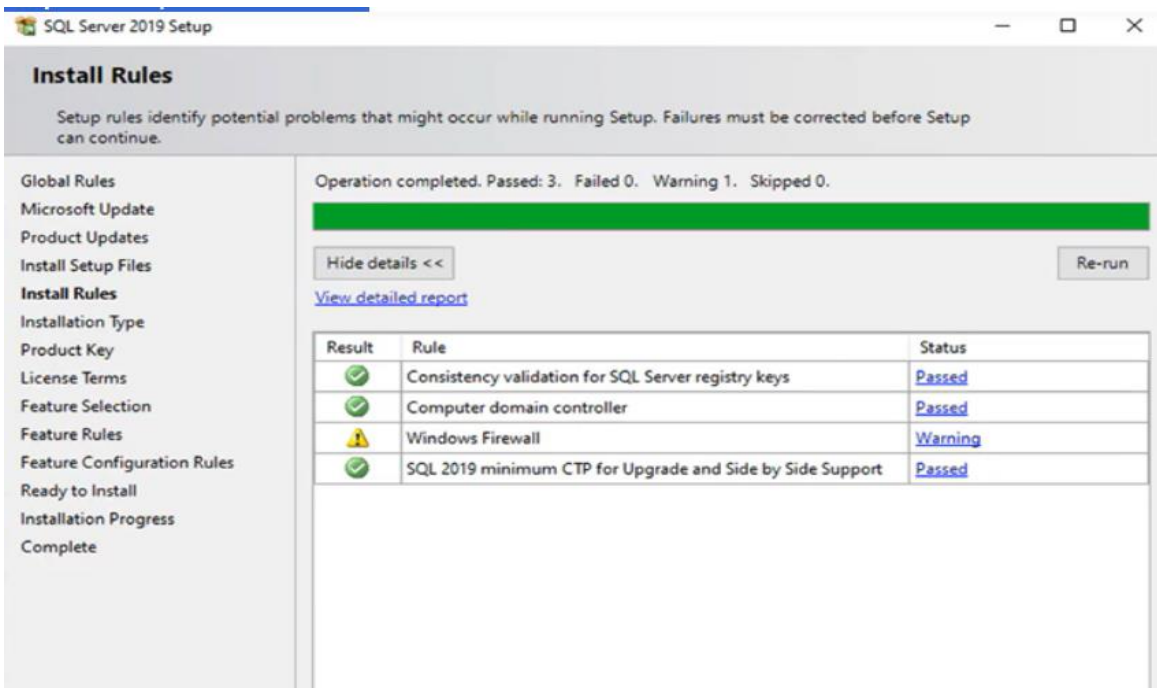 SQL Server 2019 Setup
Install Rules
Setup rules identify potential problems that might occur while running Setup. Failures must be corrected before Setup
can continue.
Global Rules
Microsoft Update
Product Updates
Install Setup Files
Install Rules
Installation Type
Product Key
License Terms
Feature Selection
Feature Rules
Feature Configuration Rules
Ready to Install
Installation Progress
Complete
Operation completed. Passed: 3. Failed 0. Warning 1. Skipped 0.
Hide details <<
Re-run
View detailed report
Result Rule Status
Consistency validation for SQL Server registry keys Passed
Computer domain controller Passed
Windows Firewall Warning
SQL 2019 minimum CTP for Upgrade and Side by Side Support Passed